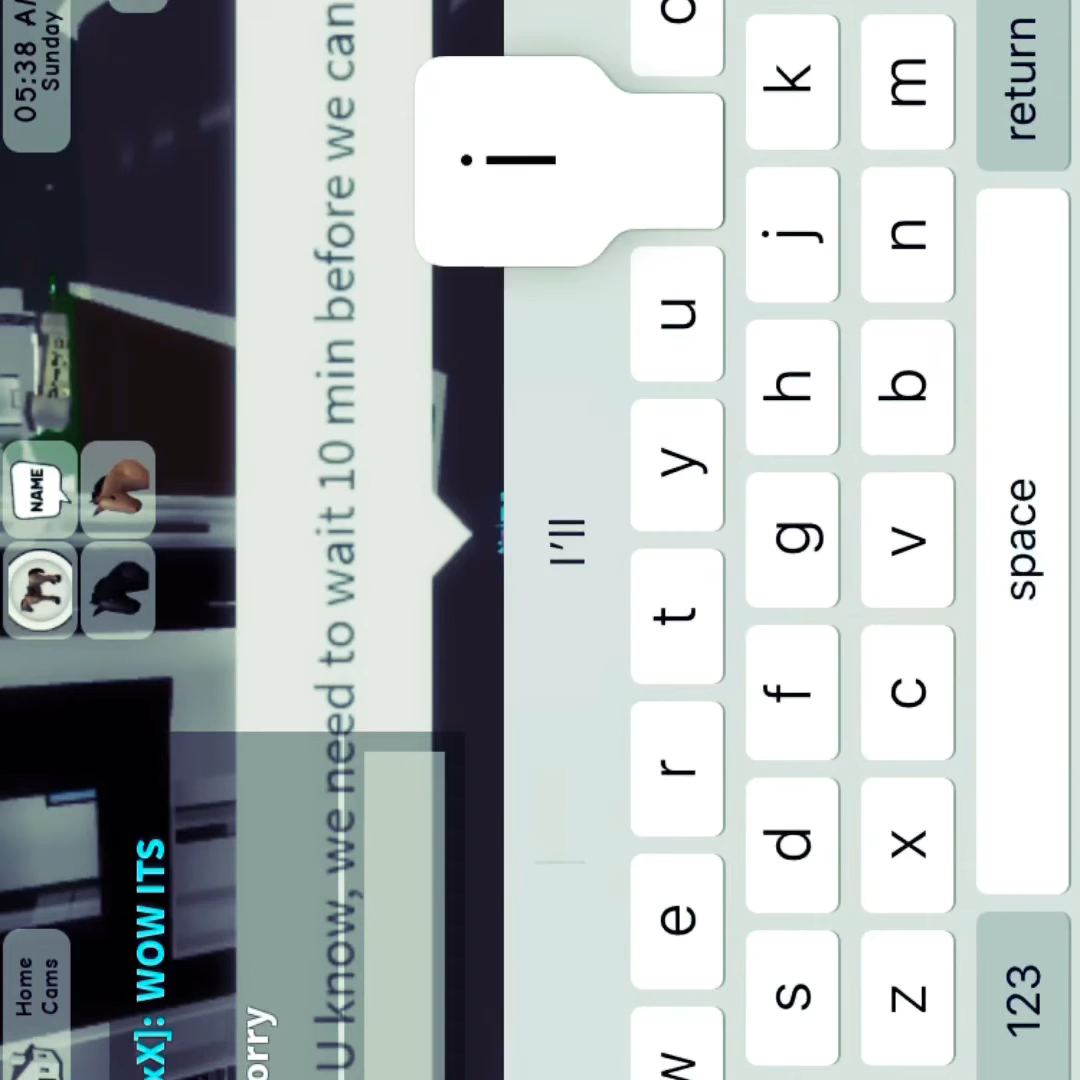 05:38 A
Sunday
NAME
Home
Cams
xX]: WOW ITS
orry
U know, we need to wait 10 min before we can
I'll
w e r t y u i o
s d f g h j k
z x c v b n m
123 space return